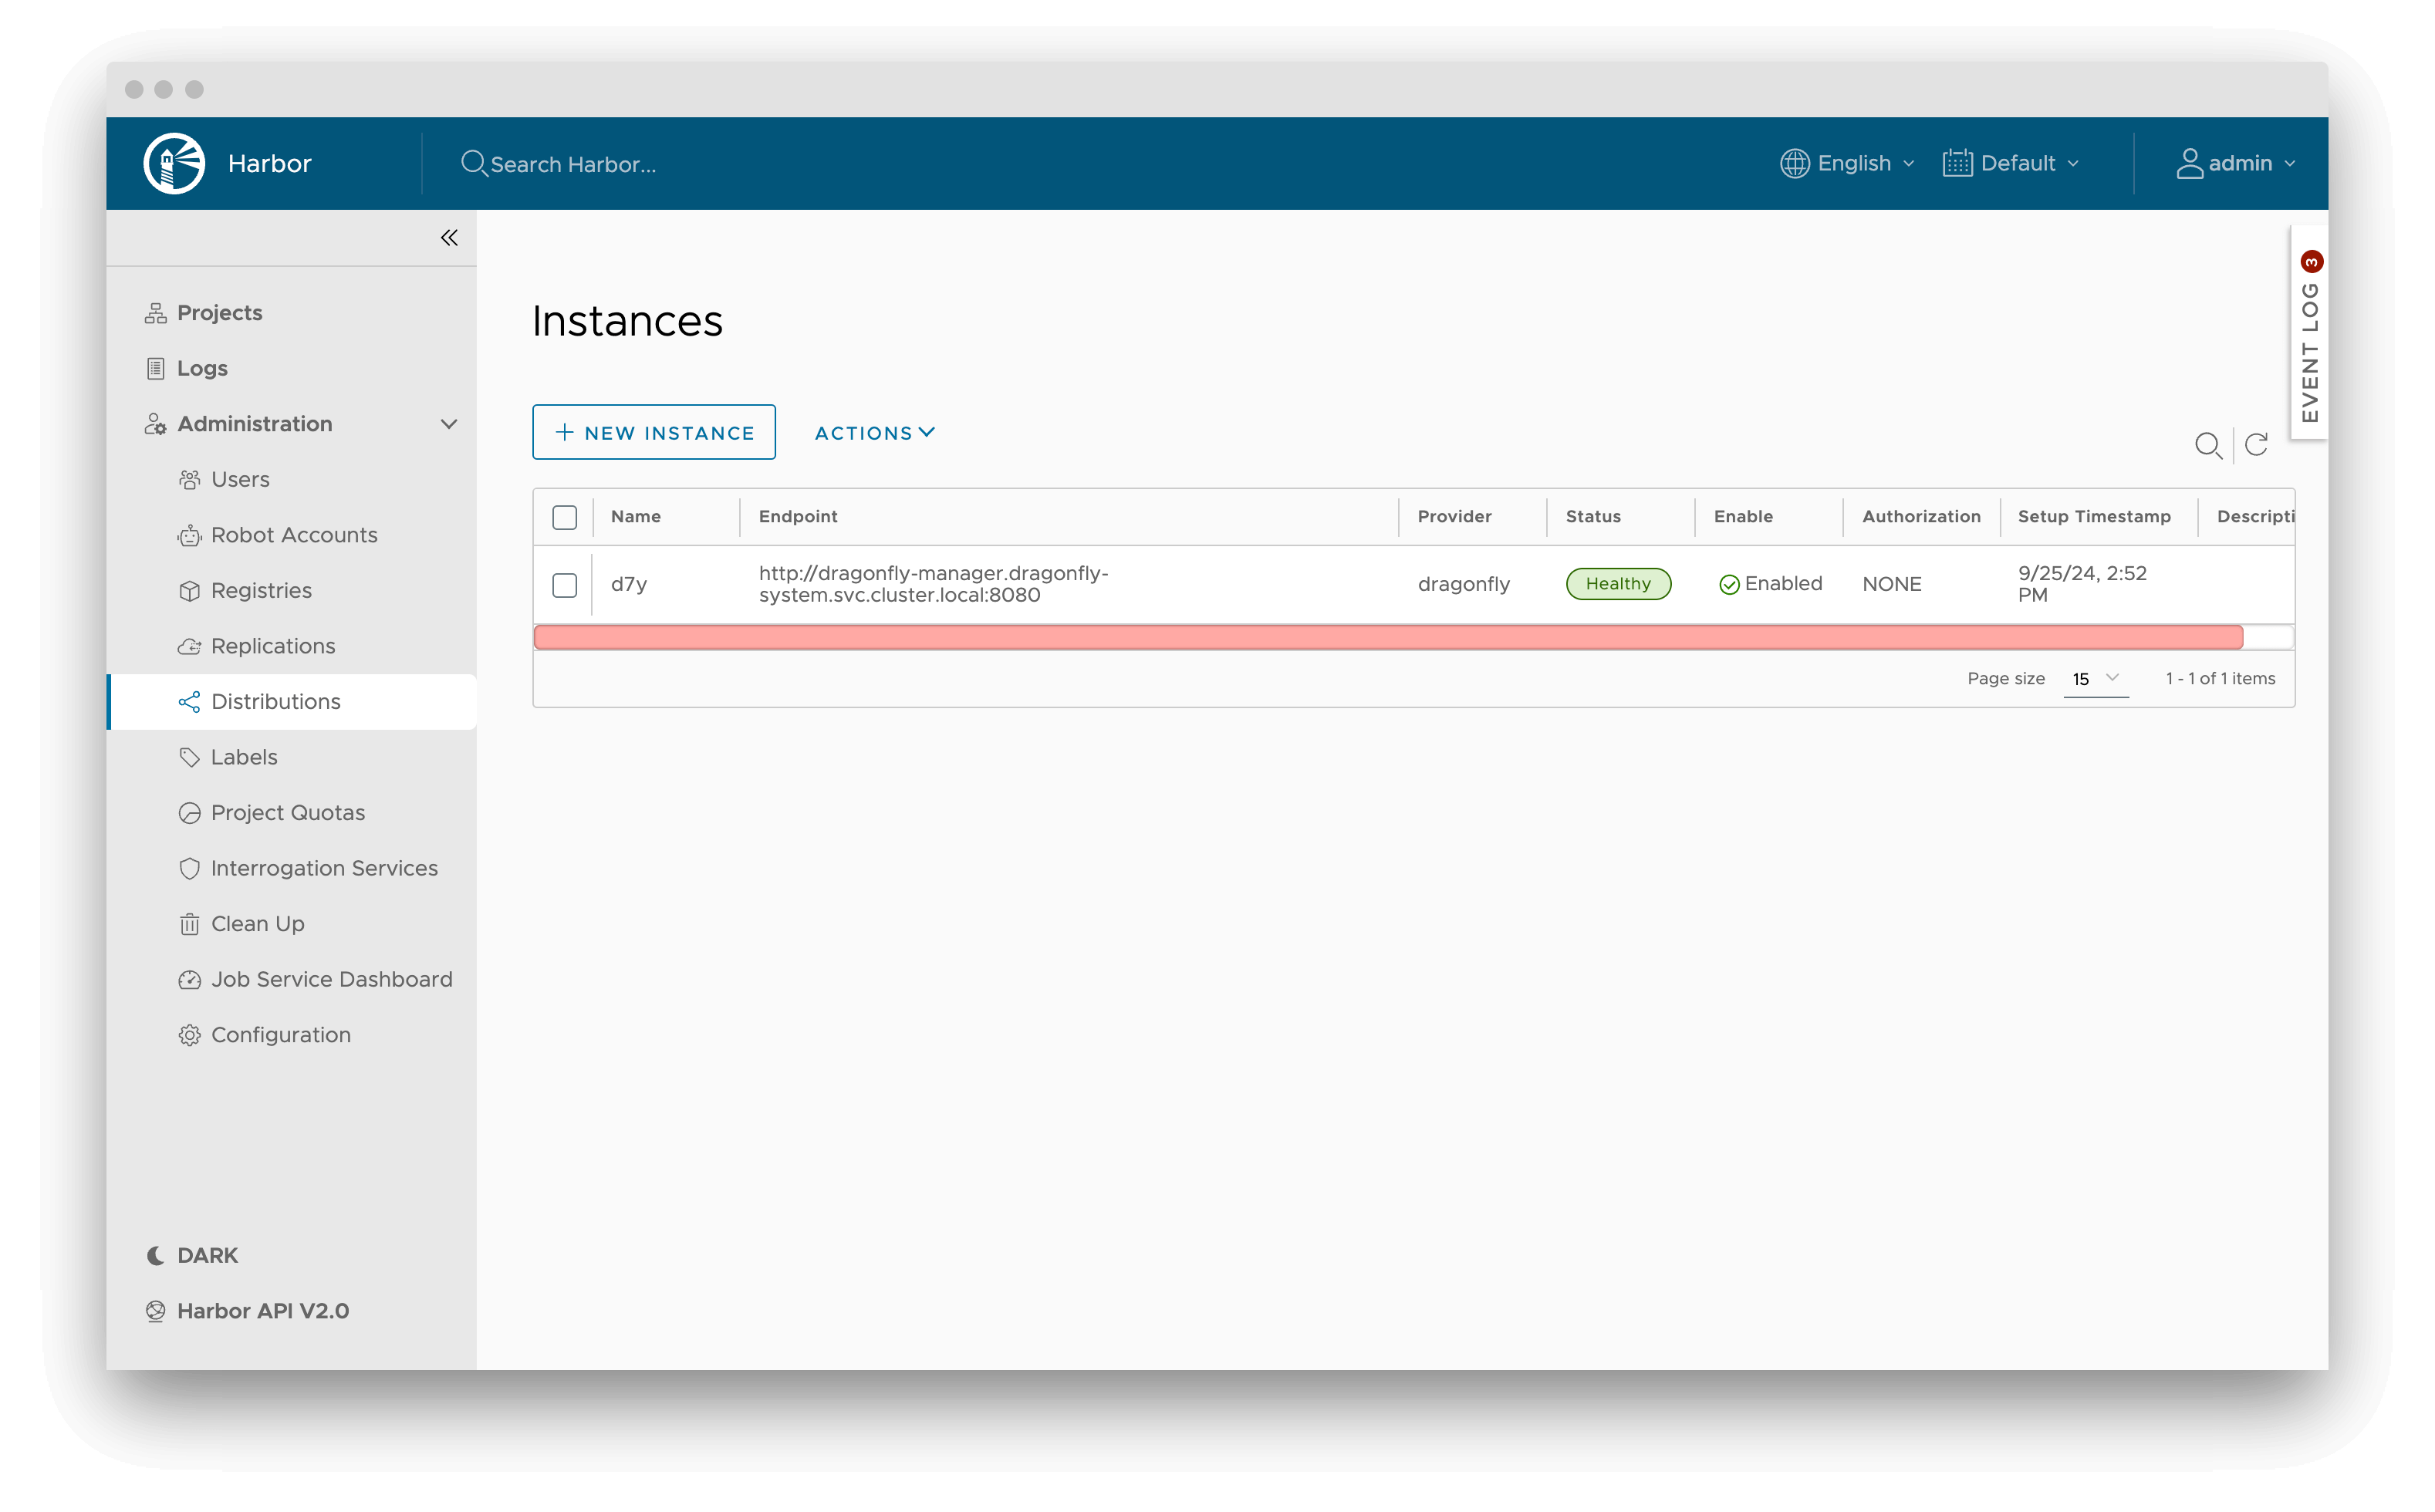 Harbor
Search Harbor...
English
Default
admin
EVENT LOG 3
Projects
Logs
Administration
Users
Robot Accounts
Registries
Replications
Distributions
Labels
Project Quotas
Interrogation Services
Clean Up
Job Service Dashboard
Configuration
DARK
Harbor API V2.0
Instances
NEW INSTANCE
ACTIONS
Name Endpoint Provider Status Enable Authorization Setup Timestamp Descripti
d7y
http://dragonfly-manager.dragonfly-
system.svc.cluster.local:8080
dragonfly
Healthy
Enabled
NONE
9/25/24, 2:52
PM
Page size 15 1 - 1 of 1 items